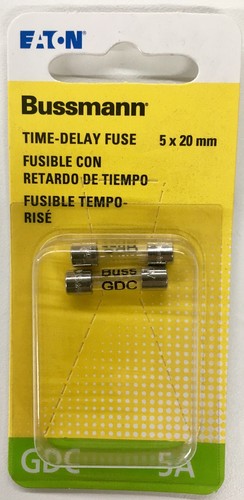 EATON
Bussmann®
TIME-DELAY FUSE 5 x 20 mm
FUSIBLE CON
RETARDO DE TIEMPO
FUSIBLE TEMPO-
RISÉ
Buss
GDC
GDC 5A